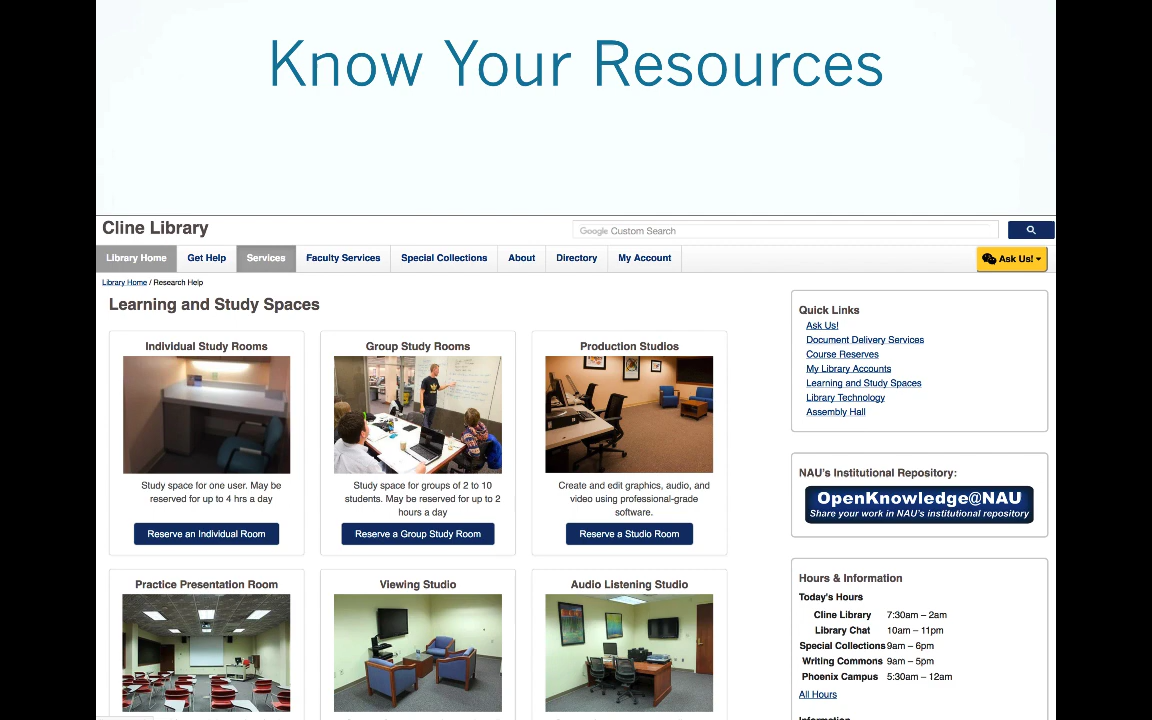 Know Your Resources
Cline Library
Google Custom Search
Library Home
Get Help
Services
Faculty Services
Special Collections
About
Directory
My Account
Ask Us!
Library Home / Research Help
Learning and Study Spaces
Individual Study Rooms
Study space for one user. May be
reserved for up to 4 hrs a day
Reserve an Individual Room
Group Study Rooms
Study space for groups of 2 to 10
students. May be reserved for up to 2
hours a day
Reserve a Group Study Room
Production Studios
Create and edit graphics, audio, and
video using professional-grade
software.
Reserve a Studio Room
Practice Presentation Room
Viewing Studio
Audio Listening Studio
Quick Links
Ask Us!
Document Delivery Services
Course Reserves
My Library Accounts
Learning and Study Spaces
Library Technology
Assembly Hall
NAU's Institutional Repository:
OpenKnowledge@NAU
Share your work in NAU's institutional repository
Hours & Information
Today's Hours
Cline Library 7:30am – 2am
Library Chat 10am – 11pm
Special Collections 9am – 6pm
Writing Commons 9am – 5pm
Phoenix Campus 5:30am – 12am
All Hours
Information